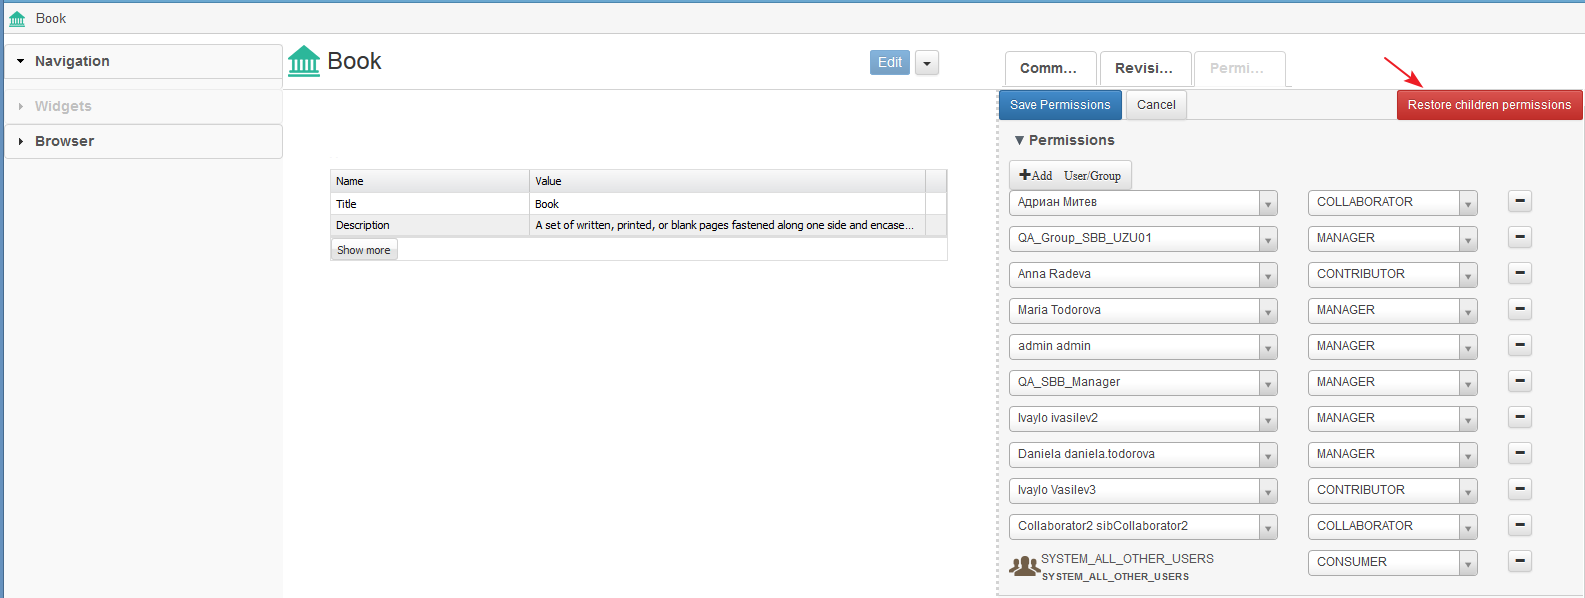 Book
Navigation
Widgets
Browser
Book
Edit
Comm...
Revisi...
Permi...
Save Permissions
Cancel
Restore children permissions
Name Value
Title Book
Description A set of written, printed, or blank pages fastened along one side and encase...
Show more
Permissions
Add User/Group
Адриан Митев COLLABORATOR
QA_Group_SBB_UZU01 MANAGER
Anna Radeva CONTRIBUTOR
Maria Todorova MANAGER
admin admin MANAGER
QA_SBB_Manager MANAGER
Ivaylo ivasilev2 MANAGER
Daniela daniela.todorova MANAGER
Ivaylo Vasilev3 CONTRIBUTOR
Collaborator2 sibCollaborator2 COLLABORATOR
SYSTEM_ALL_OTHER_USERS CONSUMER
SYSTEM_ALL_OTHER_USERS